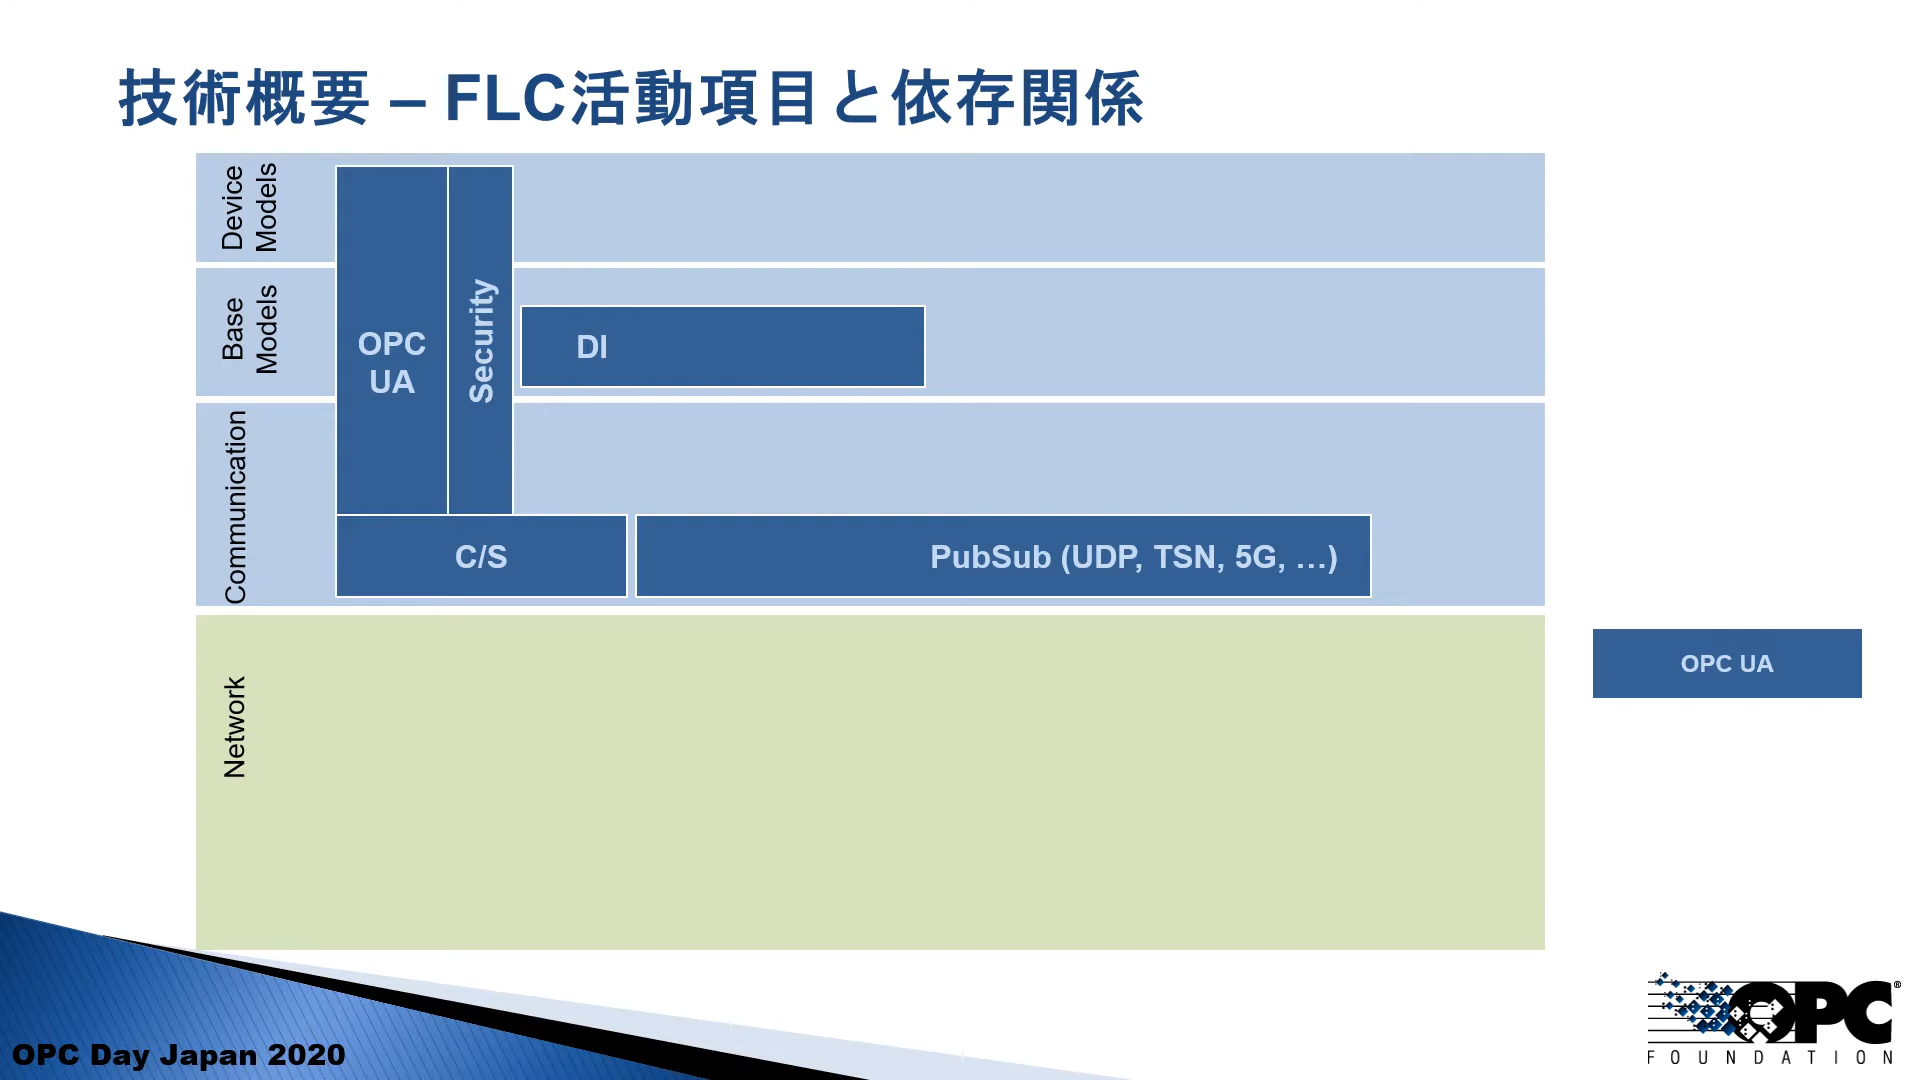 技術概要 – FLC活動項目と依存関係
Device
Models
Base
Models
Communication
Network
OPC
UA
Security
DI
C/S
PubSub (UDP, TSN, 5G, …)
OPC UA
OPC Day Japan 2020
OPC®
FOUNDATION